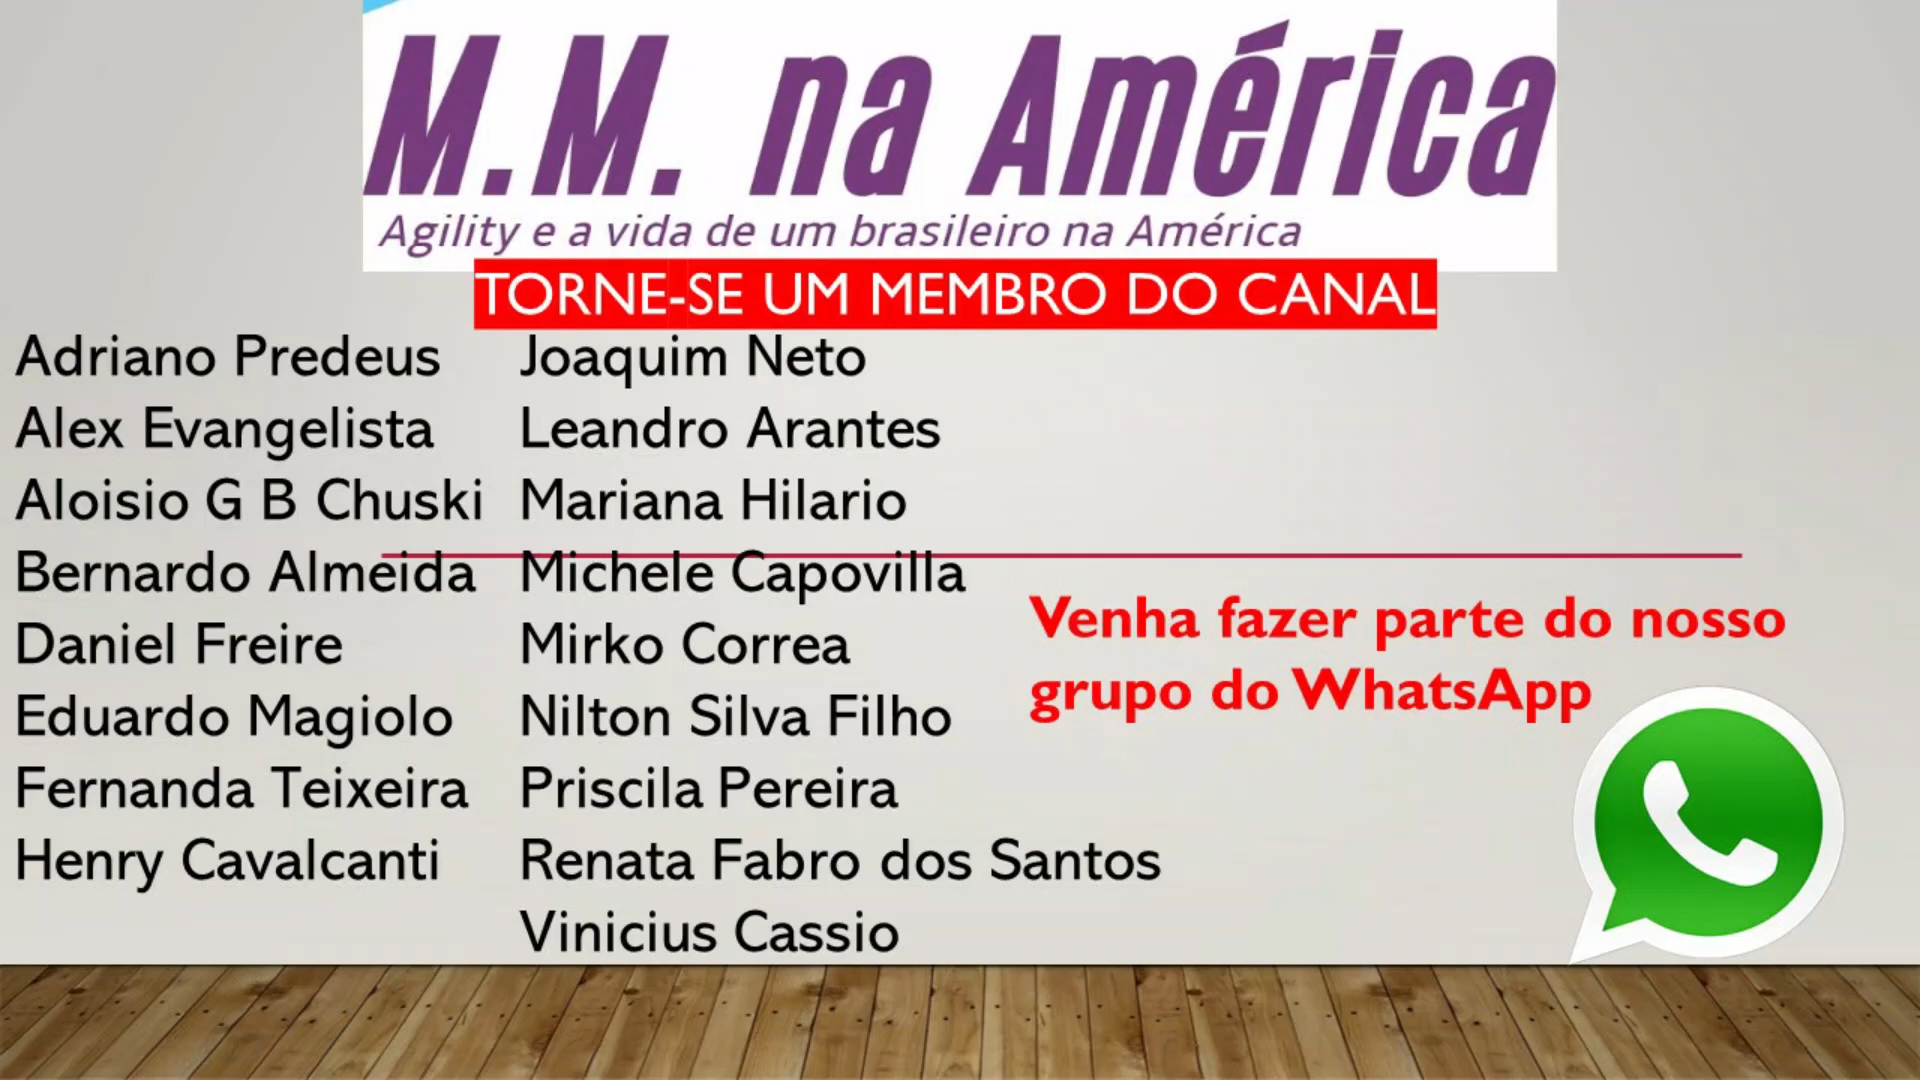 M.M. na América
Agility e a vida de um brasileiro na América
TORNE-SE UM MEMBRO DO CANAL
Adriano Predeus
Alex Evangelista
Aloisio G B Chuski
Bernardo Almeida
Daniel Freire
Eduardo Magiolo
Fernanda Teixeira
Henry Cavalcanti
Joaquim Neto
Leandro Arantes
Mariana Hilario
Michele Capovilla
Mirko Correa
Nilton Silva Filho
Priscila Pereira
Renata Fabro dos Santos
Vinicius Cassio
Venha fazer parte do nosso
grupo do WhatsApp